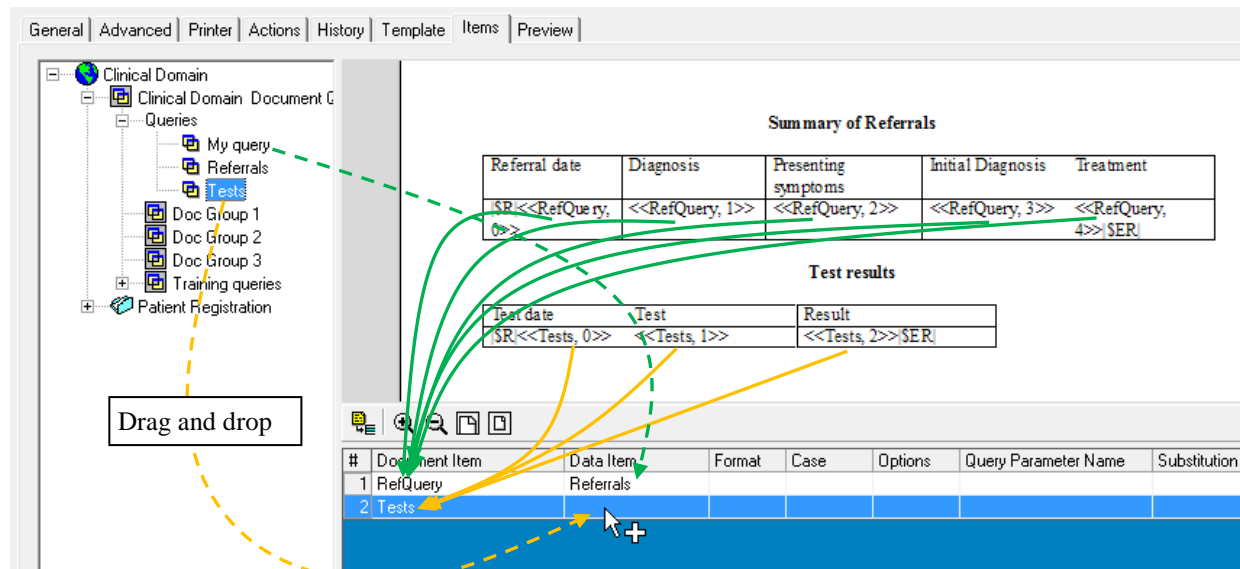 General Advanced Printer Actions History Template Items Preview
Clinical Domain
Clinical Domain Document
Queries
My query
Referrals
Tests
Doc Group 1
Doc Group 2
Doc Group 3
Training queries
Patient Registration
Drag and drop
Summary of Referrals
Referral date Diagnosis Presenting symptoms Initial Diagnosis Treatment
|SR|<<RefQuery, 0>> <<RefQuery, 1>> <<RefQuery, 2>> <<RefQuery, 3>> <<RefQuery, 4>>|SER|
Test results
Test date Test Result
|SR|<<Tests, 0>> <<Tests, 1>> <<Tests, 2>>|SER|
# Document Item Data Item Format Case Options Query Parameter Name Substitution
1 RefQuery Referrals
2 Tests